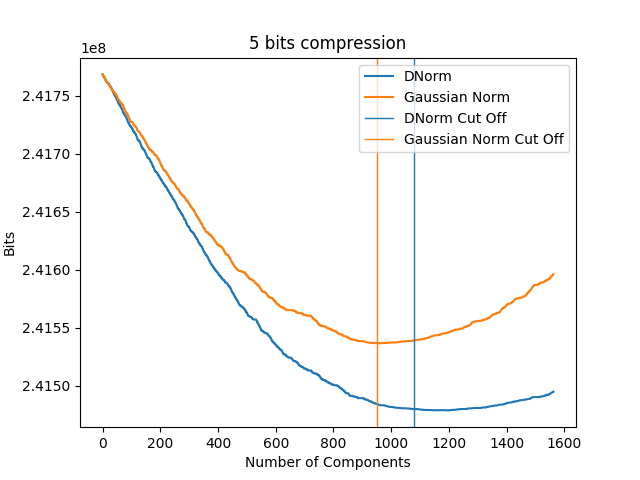 5 bits compression
1e8
2.4175
2.4170
2.4165
2.4160
2.4155
2.4150
Bits
DNorm
Gaussian Norm
DNorm Cut Off
Gaussian Norm Cut Off
0 200 400 600 800 1000 1200 1400 1600
Number of Components